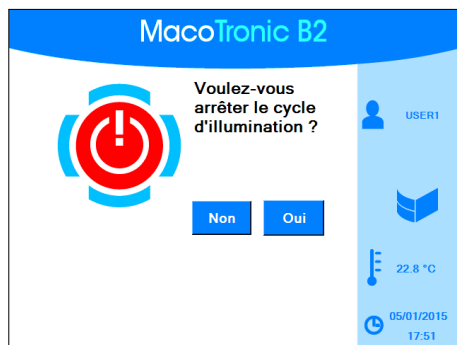 MacoTronic B2
Voulez-vous
arrêter le cycle
d'illumination ?
Non
Oui
USER1
22.8 °C
05/01/2015
17:51